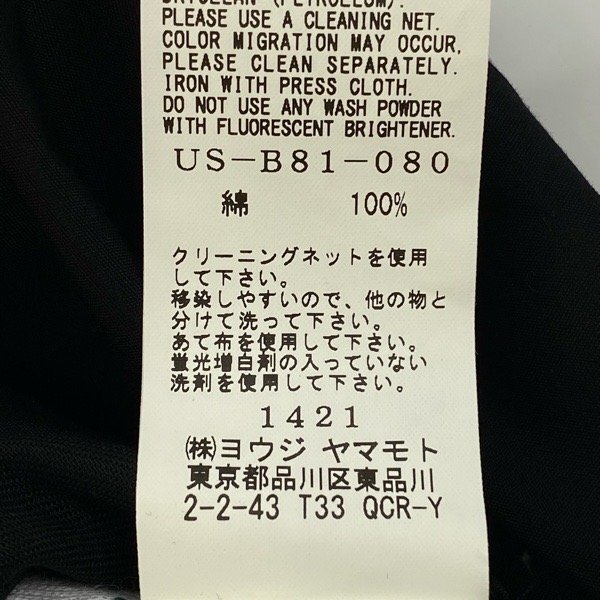 DRYCLEAN (PETROLEUM).
PLEASE USE A CLEANING NET.
COLOR MIGRATION MAY OCCUR,
PLEASE CLEAN SEPARATELY.
IRON WITH PRESS CLOTH.
DO NOT USE ANY WASH POWDER
WITH FLUORESCENT BRIGHTENER.
US-B81-080
綿 100%
クリーニングネットを使用
して下さい。
移染しやすいので、他の物と
分けて洗って下さい。
あて布を使用して下さい。
蛍光増白剤の入っていない
洗剤を使用して下さい。
1421
㈱ヨウジ ヤマモト
東京都品川区東品川
2-2-43 T33 QCR-Y